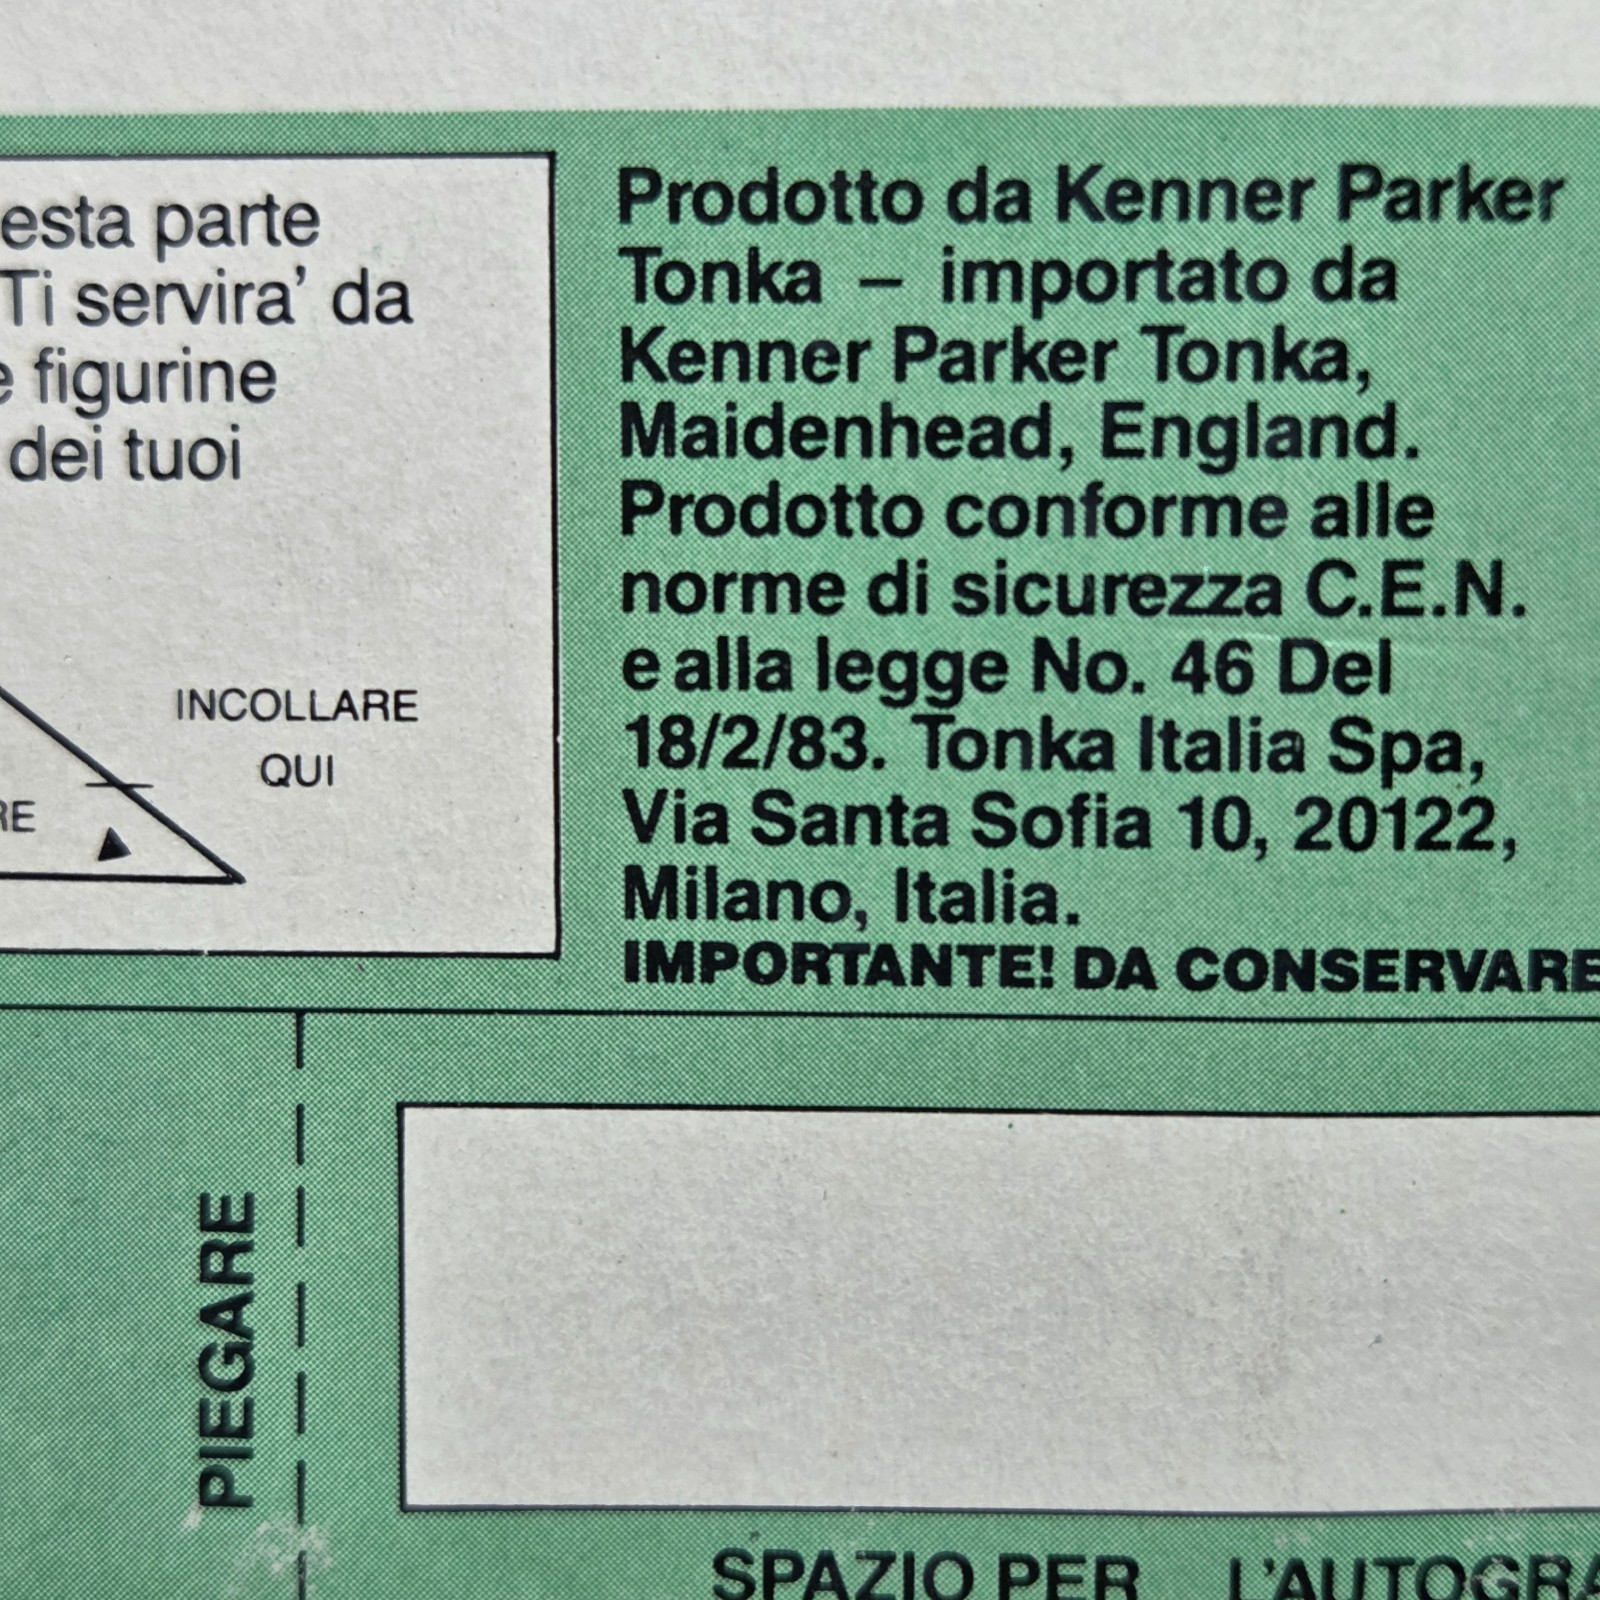 esta parte
Ti servira' da
e figurine
dei tuoi
INCOLLARE
QUI
RE
Prodotto da Kenner Parker
Tonka – importato da
Kenner Parker Tonka,
Maidenhead, England.
Prodotto conforme alle
norme di sicurezza C.E.N.
e alla legge No. 46 Del
18/2/83. Tonka Italia Spa,
Via Santa Sofia 10, 20122,
Milano, Italia.
IMPORTANTE! DA CONSERVARE
PIEGARE
SPAZIO PER L'AUTOGRA